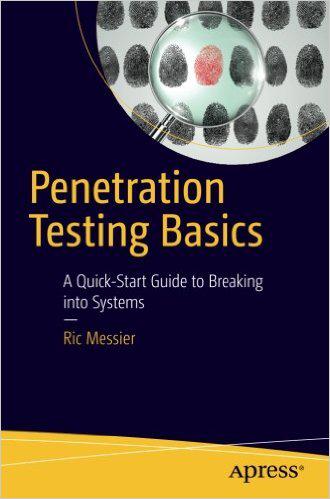 Penetration
Testing Basics
A Quick-Start Guide to Breaking
into Systems
—
Ric Messier
Apress®